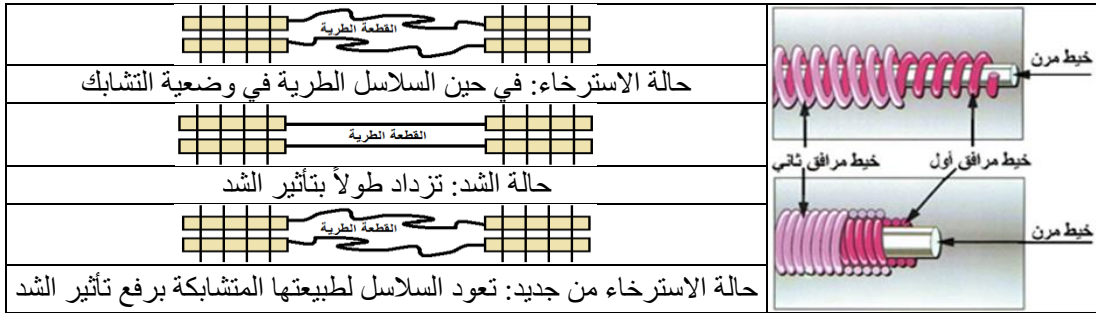 القطعة الطرية
حالة الاسترخاء: في حين السلاسل الطرية في وضعية التشابك
القطعة الطرية
حالة الشد: تزداد طولاً بتأثير الشد
القطعة الطرية
حالة الاسترخاء من جديد: تعود السلاسل لطبيعتها المتشابكة برفع تأثير الشد
خيط مرن
خيط مرافق أول
خيط مرافق ثاني
خيط مرن